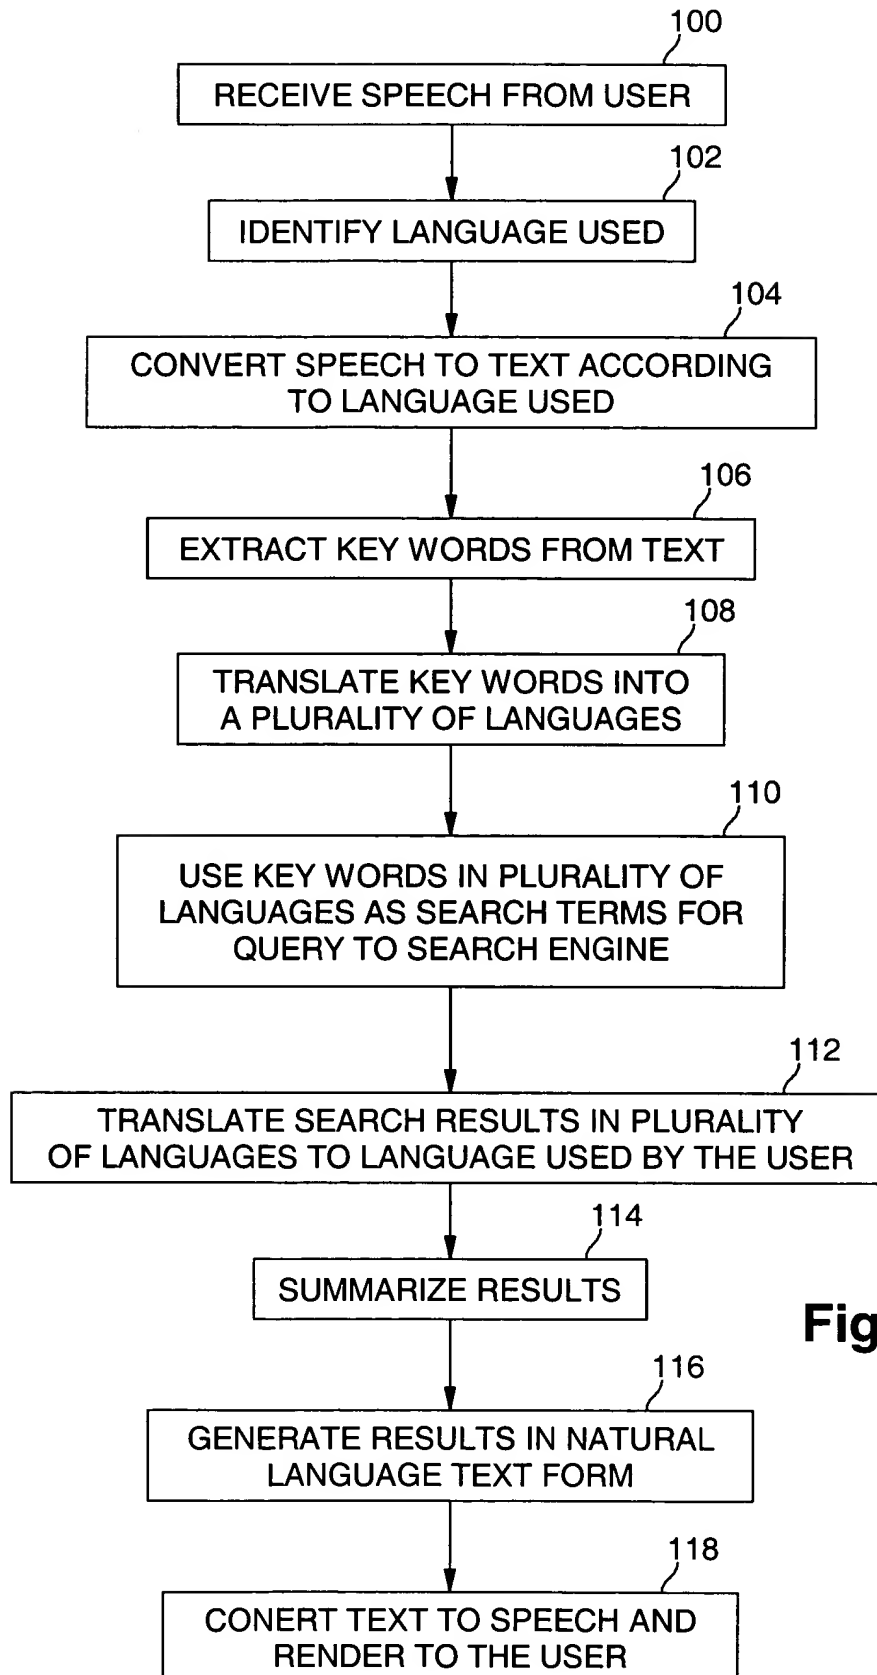 100
RECEIVE SPEECH FROM USER
102
IDENTIFY LANGUAGE USED
104
CONVERT SPEECH TO TEXT ACCORDING
TO LANGUAGE USED
106
EXTRACT KEY WORDS FROM TEXT
108
TRANSLATE KEY WORDS INTO
A PLURALITY OF LANGUAGES
110
USE KEY WORDS IN PLURALITY OF
LANGUAGES AS SEARCH TERMS FOR
QUERY TO SEARCH ENGINE
112
TRANSLATE SEARCH RESULTS IN PLURALITY
OF LANGUAGES TO LANGUAGE USED BY THE USER
114
SUMMARIZE RESULTS
Fig
116
GENERATE RESULTS IN NATURAL
LANGUAGE TEXT FORM
118
CONERT TEXT TO SPEECH AND
RENDER TO THE USER